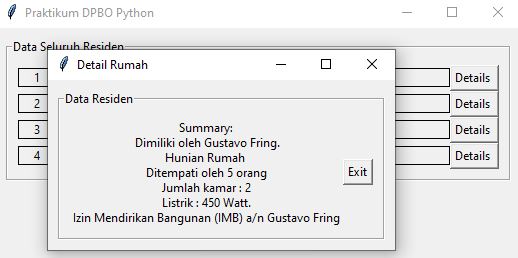 Praktikum DPBO Python
Data Seluruh Residen
1 Details
2 Details
3 Details
4 Details
Detail Rumah
Data Residen
Summary:
Dimiliki oleh Gustavo Fring.
Hunian Rumah
Ditempati oleh 5 orang
Jumlah kamar : 2
Listrik : 450 Watt.
Izin Mendirikan Bangunan (IMB) a/n Gustavo Fring
Exit